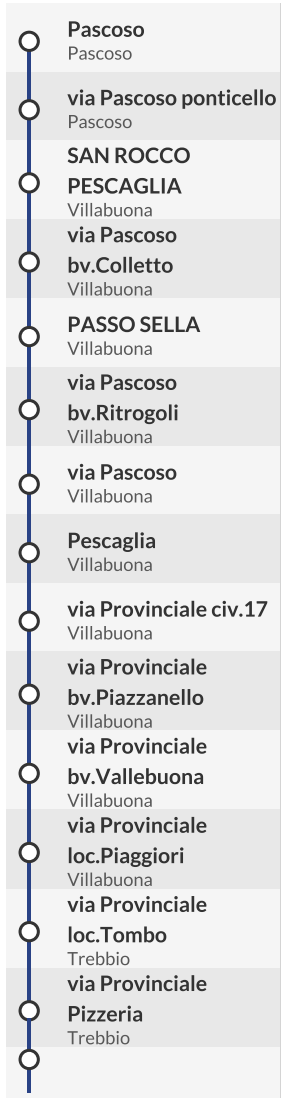 Pascoso
Pascoso
via Pascoso ponticello
Pascoso
SAN ROCCO
PESCAGLIA
Villabuona
via Pascoso
bv.Colletto
Villabuona
PASSO SELLA
Villabuona
via Pascoso
bv.Ritrogoli
Villabuona
via Pascoso
Villabuona
Pescaglia
Villabuona
via Provinciale civ.17
Villabuona
via Provinciale
bv.Piazzanello
Villabuona
via Provinciale
bv.Vallebuona
Villabuona
via Provinciale
loc.Piaggiori
Villabuona
via Provinciale
loc.Tombo
Trebbio
via Provinciale
Pizzeria
Trebbio